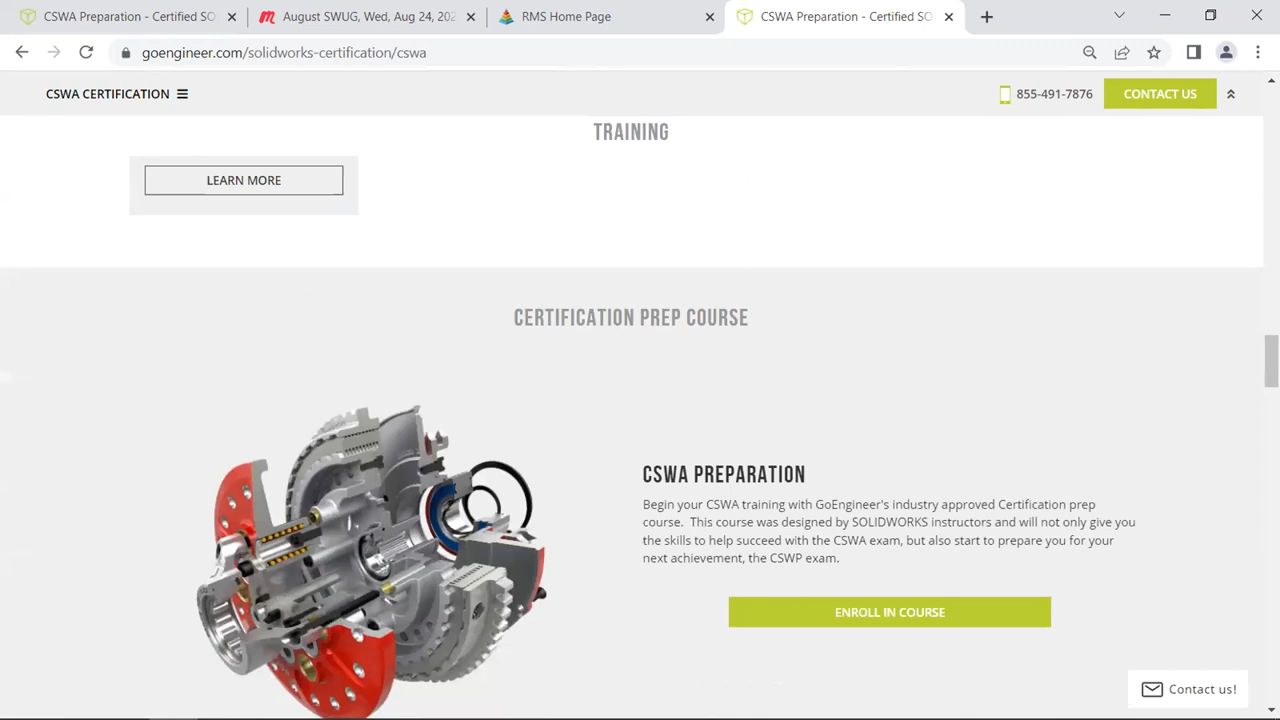 CSWA Preparation - Certified SO
August SWUG, Wed, Aug 24, 202
RMS Home Page
CSWA Preparation - Certified SO
goengineer.com/solidworks-certification/cswa
CSWA CERTIFICATION
855-491-7876
CONTACT US
TRAINING
LEARN MORE
CERTIFICATION PREP COURSE
CSWA PREPARATION
Begin your CSWA training with GoEngineer's industry approved Certification prep
course. This course was designed by SOLIDWORKS instructors and will not only give you
the skills to help succeed with the CSWA exam, but also start to prepare you for your
next achievement, the CSWP exam.
ENROLL IN COURSE
Contact us!